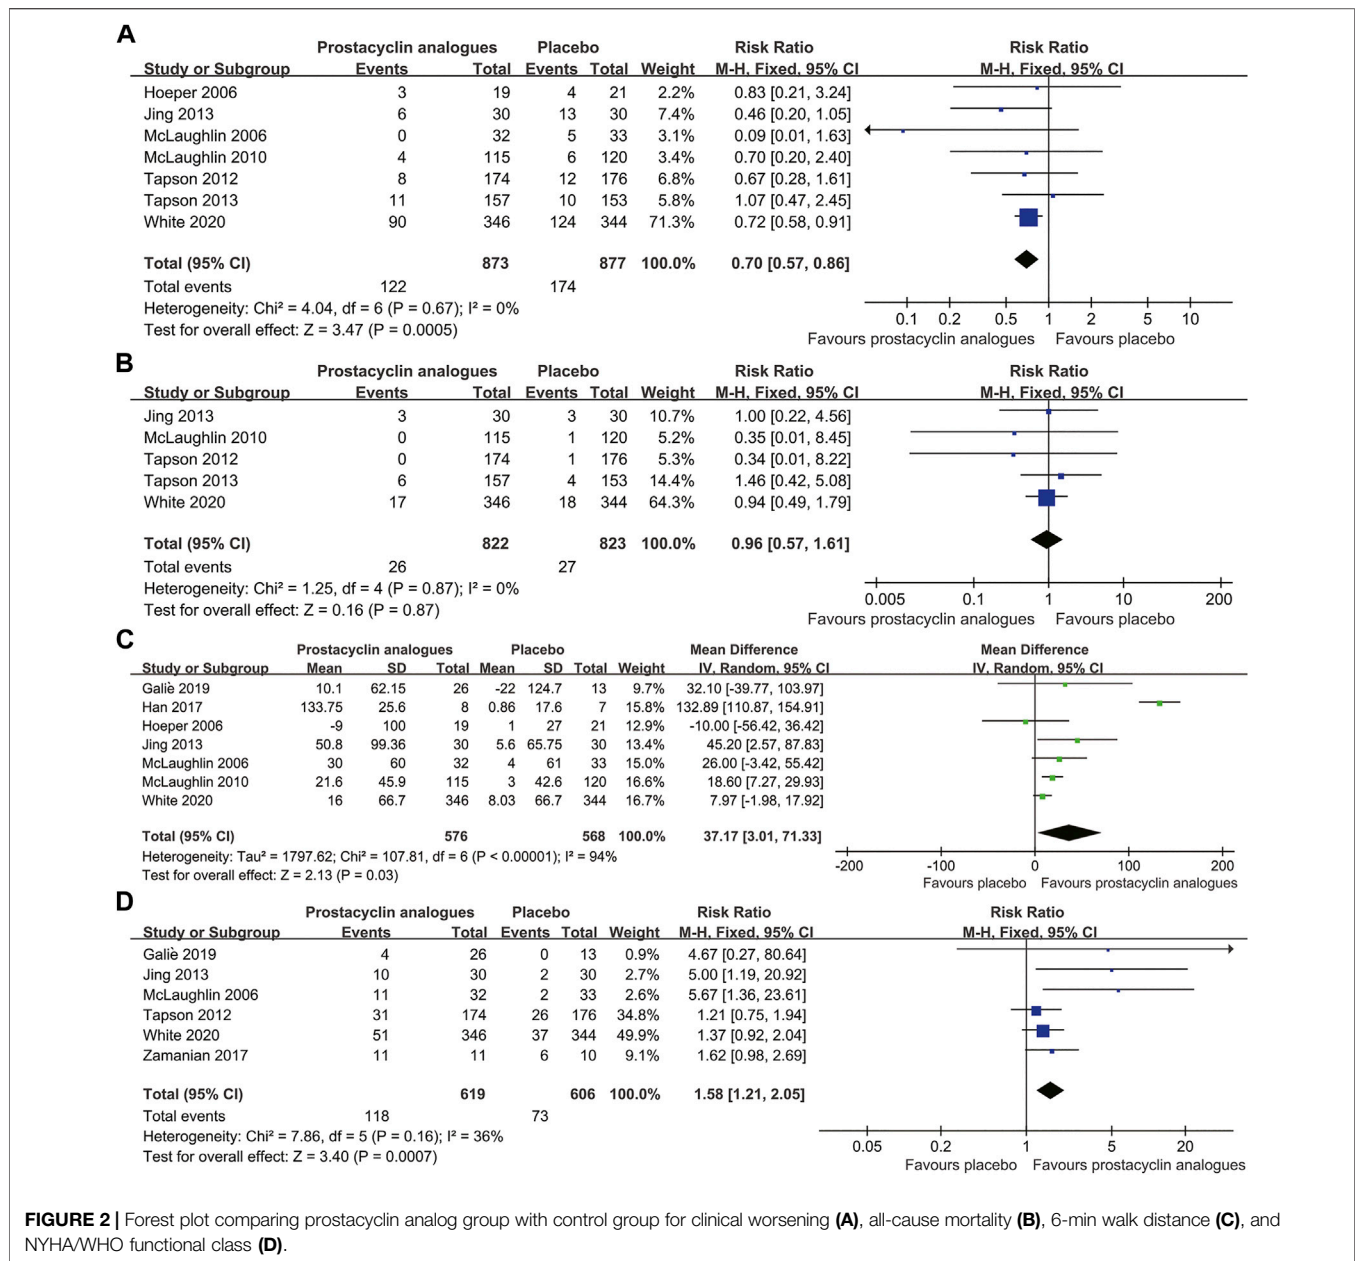 A
Prostacyclin analogues Placebo Risk Ratio Risk Ratio
Study or Subgroup Events Total Events Total Weight M-H, Fixed, 95% CI M-H, Fixed, 95% CI
Hoeper 2006 3 19 4 21 2.2% 0.83 [0.21, 3.24]
Jing 2013 6 30 13 30 7.4% 0.46 [0.20, 1.05]
McLaughlin 2006 0 32 5 33 3.1% 0.09 [0.01, 1.63]
McLaughlin 2010 4 115 6 120 3.4% 0.70 [0.20, 2.40]
Tapson 2012 8 174 12 176 6.8% 0.67 [0.28, 1.61]
Tapson 2013 11 157 10 153 5.8% 1.07 [0.47, 2.45]
White 2020 90 346 124 344 71.3% 0.72 [0.58, 0.91]
Total (95% CI) 873 877 100.0% 0.70 [0.57, 0.86]
Total events 122 174
Heterogeneity: Chi² = 4.04, df = 6 (P = 0.67); I² = 0%
Test for overall effect: Z = 3.47 (P = 0.0005)
0.1 0.2 0.5 1 2 5 10
Favours prostacyclin analogues Favours placebo
B
Prostacyclin analogues Placebo Risk Ratio Risk Ratio
Study or Subgroup Events Total Events Total Weight M-H, Fixed, 95% CI M-H, Fixed, 95% CI
Jing 2013 3 30 3 30 10.7% 1.00 [0.22, 4.56]
McLaughlin 2010 0 115 1 120 5.2% 0.35 [0.01, 8.45]
Tapson 2012 0 174 1 176 5.3% 0.34 [0.01, 8.22]
Tapson 2013 6 157 4 153 14.4% 1.46 [0.42, 5.08]
White 2020 17 346 18 344 64.3% 0.94 [0.49, 1.79]
Total (95% CI) 822 823 100.0% 0.96 [0.57, 1.61]
Total events 26 27
Heterogeneity: Chi² = 1.25, df = 4 (P = 0.87); I² = 0%
Test for overall effect: Z = 0.16 (P = 0.87)
0.005 0.1 1 10 200
Favours prostacyclin analogues Favours placebo
C
Prostacyclin analogues Placebo Mean Difference Mean Difference
Study or Subgroup Mean SD Total Mean SD Total Weight IV, Random, 95% CI IV, Random, 95% CI
Galiè 2019 10.1 62.15 26 -22 124.7 13 9.7% 32.10 [-39.77, 103.97]
Han 2017 133.75 25.6 8 0.86 17.6 7 15.8% 132.89 [110.87, 154.91]
Hoeper 2006 -9 100 19 1 27 21 12.9% -10.00 [-56.42, 36.42]
Jing 2013 50.8 99.36 30 5.6 65.75 30 13.4% 45.20 [2.57, 87.83]
McLaughlin 2006 30 60 32 4 61 33 15.0% 26.00 [-3.42, 55.42]
McLaughlin 2010 21.6 45.9 115 3 42.6 120 16.6% 18.60 [7.27, 29.93]
White 2020 16 66.7 346 8.03 66.7 344 16.7% 7.97 [-1.98, 17.92]
Total (95% CI) 576 568 100.0% 37.17 [3.01, 71.33]
Heterogeneity: Tau² = 1797.62; Chi² = 107.81, df = 6 (P < 0.00001); I² = 94%
Test for overall effect: Z = 2.13 (P = 0.03)
-200 -100 0 100 200
Favours placebo Favours prostacyclin analogues
D
Prostacyclin analogues Placebo Risk Ratio Risk Ratio
Study or Subgroup Events Total Events Total Weight M-H, Fixed, 95% CI M-H, Fixed, 95% CI
Galiè 2019 4 26 0 13 0.9% 4.67 [0.27, 80.64]
Jing 2013 10 30 2 30 2.7% 5.00 [1.19, 20.92]
McLaughlin 2006 11 32 2 33 2.6% 5.67 [1.36, 23.61]
Tapson 2012 31 174 26 176 34.8% 1.21 [0.75, 1.94]
White 2020 51 346 37 344 49.9% 1.37 [0.92, 2.04]
Zamanian 2017 11 11 6 10 9.1% 1.62 [0.98, 2.69]
Total (95% CI) 619 606 100.0% 1.58 [1.21, 2.05]
Total events 118 73
Heterogeneity: Chi² = 7.86, df = 5 (P = 0.16); I² = 36%
Test for overall effect: Z = 3.40 (P = 0.0007)
0.05 0.2 1 5 20
Favours placebo Favours prostacyclin analogues
FIGURE 2 | Forest plot comparing prostacyclin analog group with control group for clinical worsening (A), all-cause mortality (B), 6-min walk distance (C), and
NYHA/WHO functional class (D).